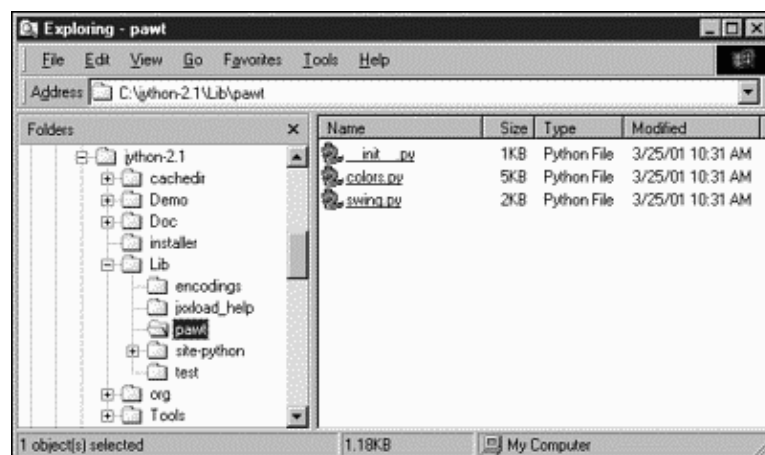 Exploring - pawt
File Edit View Go Favorites Tools Help
Address C:\jython-2.1\Lib\pawt
Folders
jython-2.1
cachedir
Demo
Doc
installer
Lib
encodings
jxxload_help
pawt
site-python
test
org
Tools
Name Size Type Modified
__init__.py 1KB Python File 3/25/01 10:31 AM
colors.py 5KB Python File 3/25/01 10:31 AM
swing.py 2KB Python File 3/25/01 10:31 AM
1 object(s) selected 1.18KB My Computer